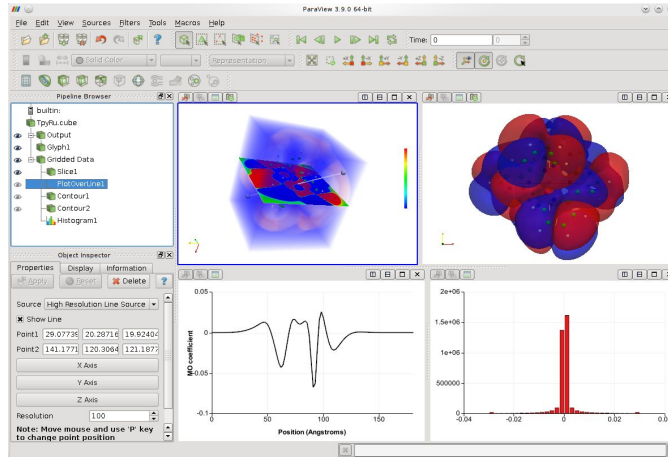 ParaView 3.9.0 64-bit
File Edit View Sources Filters Tools Macros Help
Time: 0 0
Solid Color Representation
Pipeline Browser
builtin:
TpyRu.cube
Output
Glyph1
Gridded Data
Slice1
PlotOverLine1
Contour1
Contour2
Histogram1
Object Inspector
Properties Display Information
Apply Reset Delete ?
Source High Resolution Line Source
Show Line
Point1 29.07739 20.28716 19.92404
Point2 141.1771 120.3064 121.1877
X Axis
Y Axis
Z Axis
Resolution 100
Note: Move mouse and use 'P' key
to change point position
0.05
0
-0.05
-0.1
MO coefficient
0 50 100 150
Position (Angstroms)
2e+06
1.5e+06
1e+06
500000
0
-0.04 -0.02 0 0.02